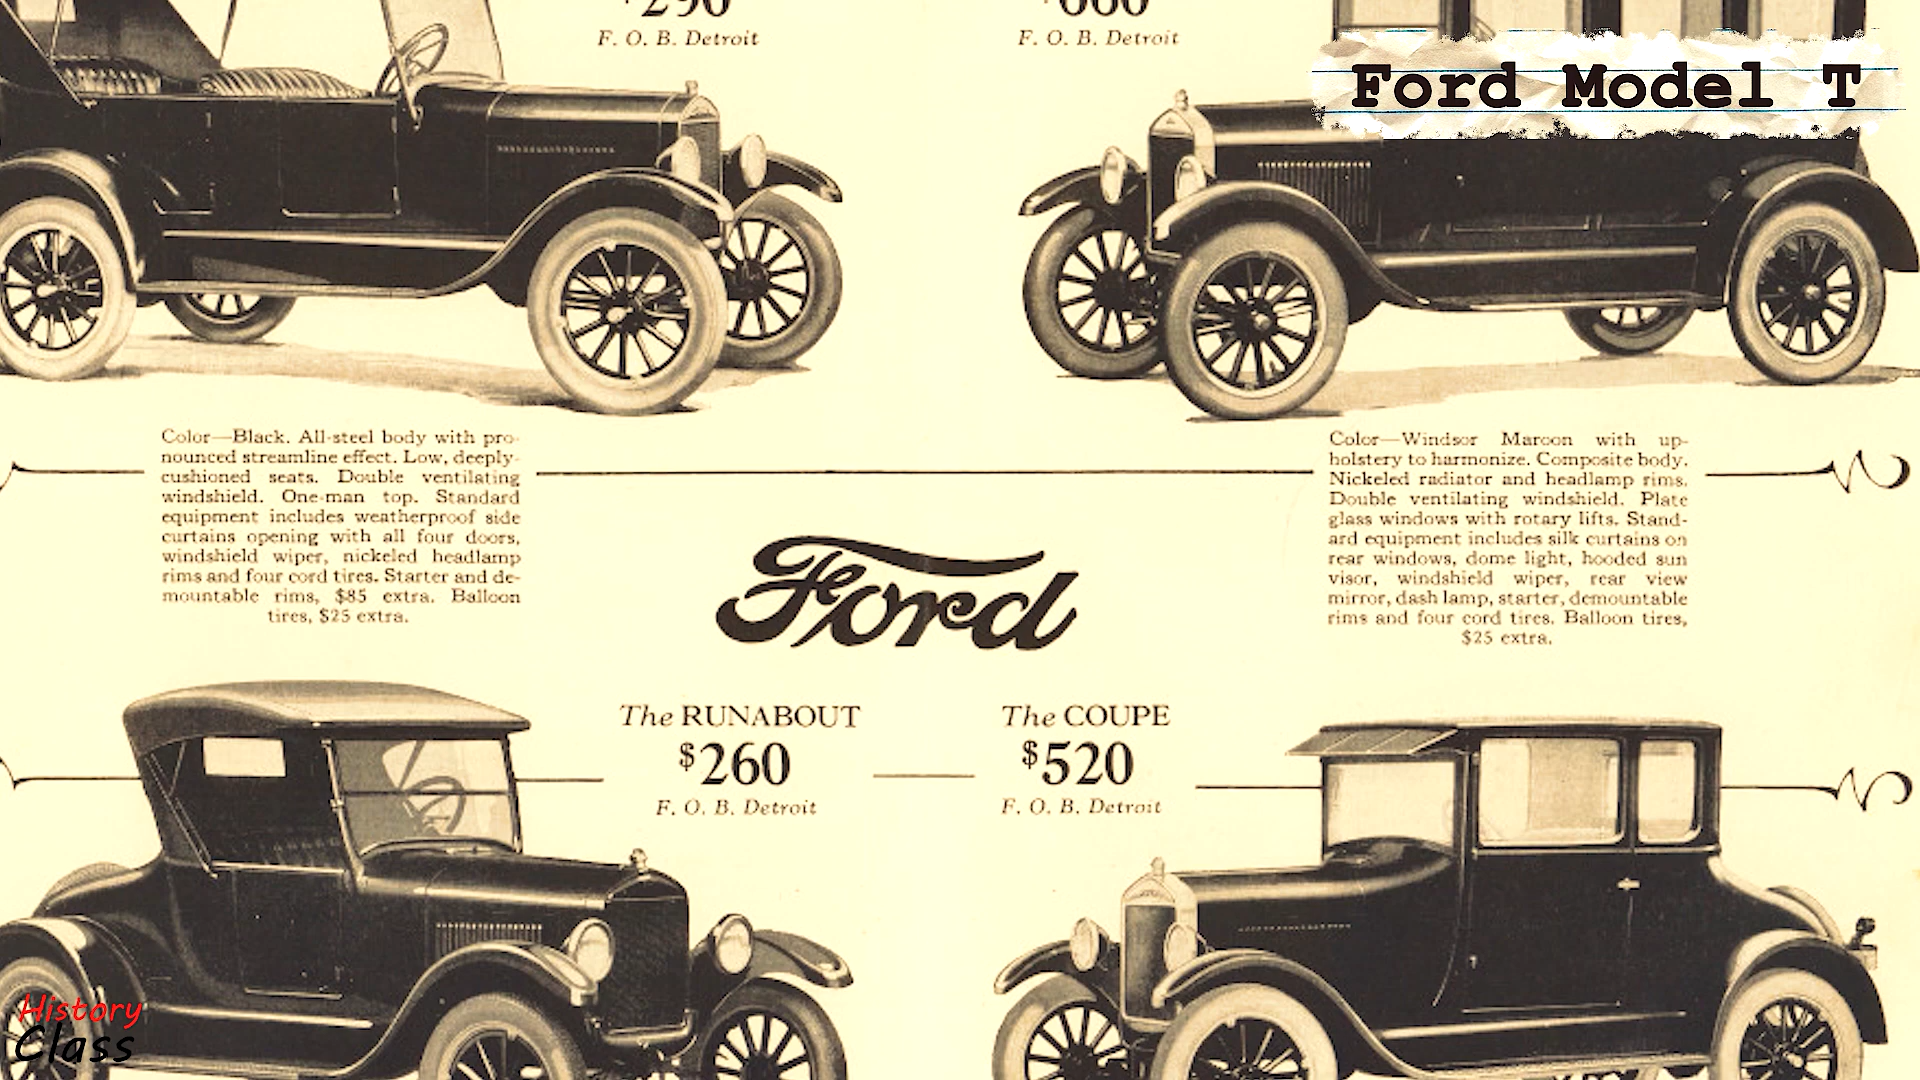 $290
F. O. B. Detroit
$660
F. O. B. Detroit
Ford Model T
Color—Black. All-steel body with pro-
nounced streamline effect. Low, deeply-
cushioned seats. Double ventilating
windshield. One-man top. Standard
equipment includes weatherproof side
curtains opening with all four doors,
windshield wiper, nickeled headlamp
rims and four cord tires. Starter and de-
mountable rims, $85 extra. Balloon
tires, $25 extra.
Color—Windsor Maroon with up-
holstery to harmonize. Composite body.
Nickeled radiator and headlamp rims.
Double ventilating windshield. Plate
glass windows with rotary lifts. Stand-
ard equipment includes silk curtains on
rear windows, dome light, hooded sun
visor, windshield wiper, rear view
mirror, dash lamp, starter, demountable
rims and four cord tires. Balloon tires,
$25 extra.
Ford
The RUNABOUT
$260
F. O. B. Detroit
The COUPE
$520
F. O. B. Detroit
History
Class